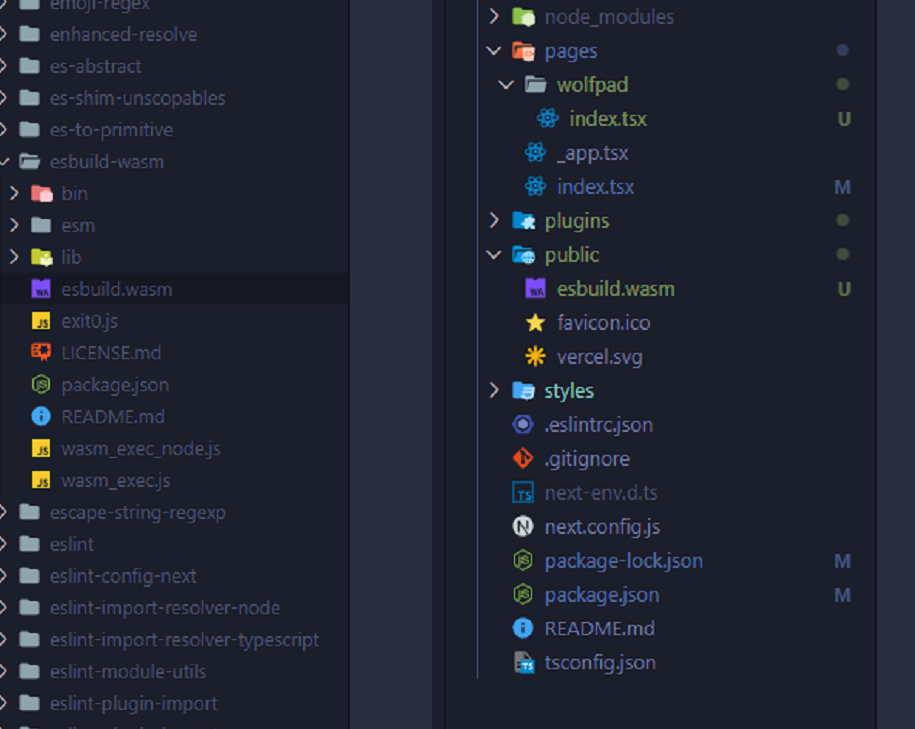 emoji-regex
enhanced-resolve
es-abstract
es-shim-unscopables
es-to-primitive
esbuild-wasm
bin
esm
lib
esbuild.wasm
exit0.js
LICENSE.md
package.json
README.md
wasm_exec_node.js
wasm_exec.js
escape-string-regexp
eslint
eslint-config-next
eslint-import-resolver-node
eslint-import-resolver-typescript
eslint-module-utils
eslint-plugin-import
node_modules
pages
wolfpad
index.tsx U
_app.tsx
index.tsx M
plugins
public
esbuild.wasm U
favicon.ico
vercel.svg
styles
.eslintrc.json
.gitignore
next-env.d.ts
next.config.js
package-lock.json M
package.json M
README.md
tsconfig.json